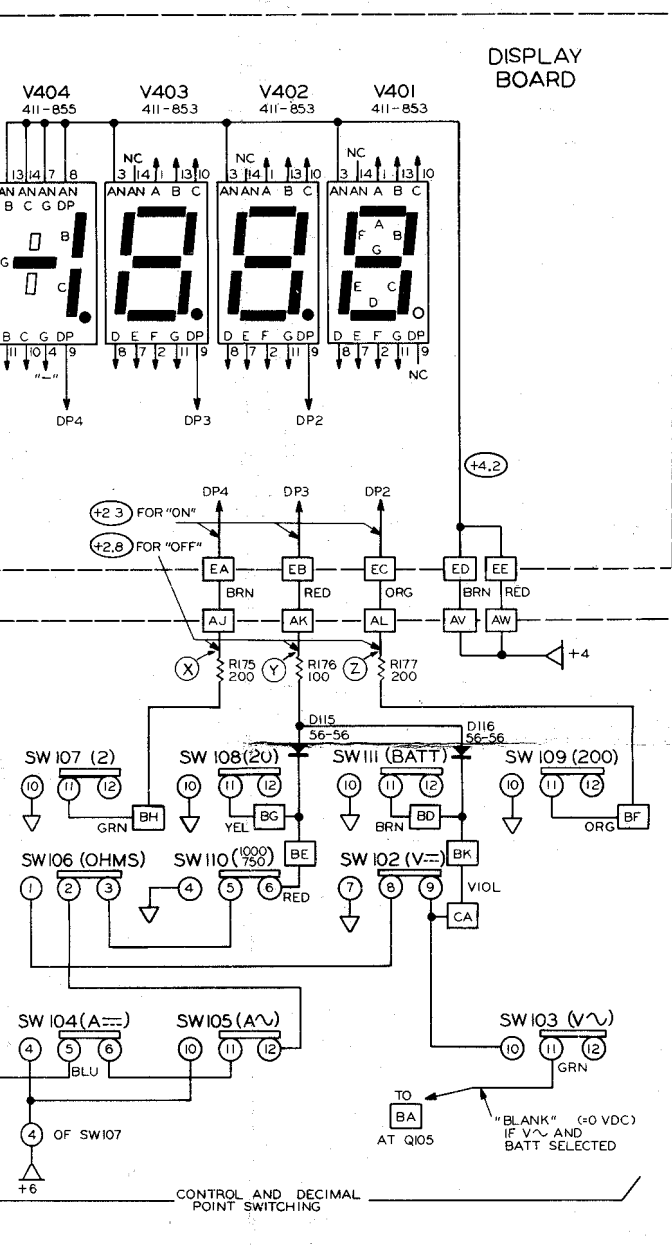 DISPLAY
BOARD
V404
411-855
V403
411-853
V402
411-853
V401
411-853
13 14 7 8
3 NC 14 1 13 10
3 NC 14 1 13 10
3 NC 14 1 13 10
AN AN AN AN
B C G DP
AN AN A B C
AN AN A B C
AN AN A B C
B
G
C
A
F B
G
E C
D
B C G DP
D E F G DP
D E F G DP
D E F G DP
11 10 4 9
8 7 2 11 9
8 7 2 11 9
8 7 2 11 9
"-"
NC
DP4
DP3
DP2
+4.2
DP4
DP3
DP2
+2 3 FOR "ON"
+2.8 FOR "OFF"
EA
EB
EC
ED
EE
BRN
RED
ORG
BRN
RED
AJ
AK
AL
AV
AW
+4
X
R175
200
Y
R176
100
Z
R177
200
D115
56-56
D116
56-56
SW 107 (2)
SW 108 (20)
SW 111 (BATT)
SW 109 (200)
10 11 12
10 11 12
10 11 12
10 11 12
GRN
BH
YEL
BG
BRN
BD
ORG
BF
BE
BK
SW 106 (OHMS)
SW 110 (1000
750)
SW 102 (V⎓)
1 2 3
4 5 6
RED
7 8 9
VIOL
CA
SW 104 (A⎓)
SW 105 (A∿)
SW 103 (V∿)
4 5 6
10 11 12
10 11 12
BLU
GRN
TO
BA
AT Q105
"BLANK" (=0 VDC)
IF V∿ AND
BATT SELECTED
4 OF SW107
+6
CONTROL AND DECIMAL
POINT SWITCHING